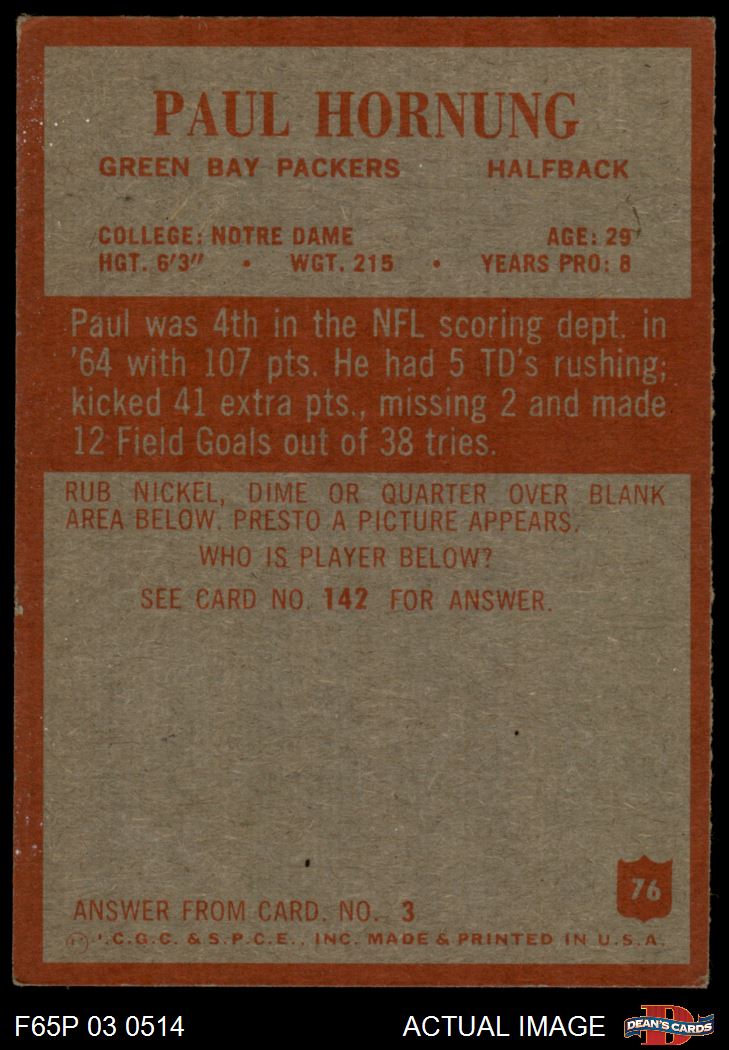 PAUL HORNUNG
GREEN BAY PACKERS HALFBACK
COLLEGE: NOTRE DAME AGE: 29
HGT. 6'3" • WGT. 215 • YEARS PRO: 8
Paul was 4th in the NFL scoring dept. in
'64 with 107 pts. He had 5 TD's rushing;
kicked 41 extra pts., missing 2 and made
12 Field Goals out of 38 tries.
RUB NICKEL, DIME OR QUARTER OVER BLANK
AREA BELOW. PRESTO A PICTURE APPEARS.
WHO IS PLAYER BELOW?
SEE CARD NO. 142 FOR ANSWER.
76
ANSWER FROM CARD. NO. 3
.C.G.C. & S.P.C.E., INC. MADE & PRINTED IN U.S.A.
F65P 03 0514 ACTUAL IMAGE DEAN'S CARDS